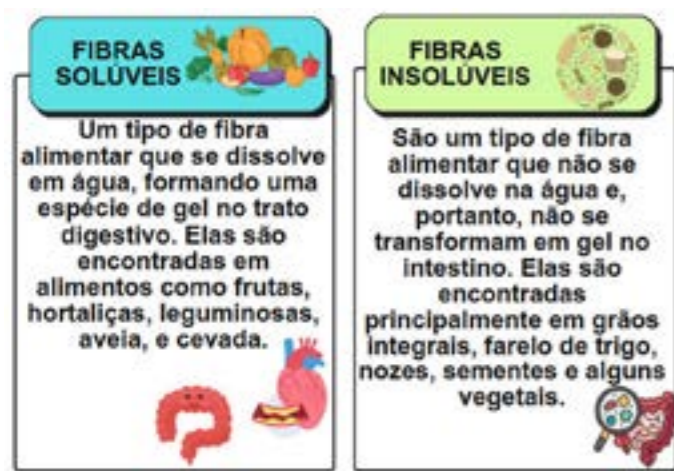 FIBRAS
SOLÚVEIS
Um tipo de fibra
alimentar que se dissolve
em água, formando uma
espécie de gel no trato
digestivo. Elas são
encontradas em
alimentos como frutas,
hortaliças, leguminosas,
aveia, e cevada.
FIBRAS
INSOLÚVEIS
São um tipo de fibra
alimentar que não se
dissolve na água e,
portanto, não se
transformam em gel no
intestino. Elas são
encontradas
principalmente em grãos
integrais, farelo de trigo,
nozes, sementes e alguns
vegetais.